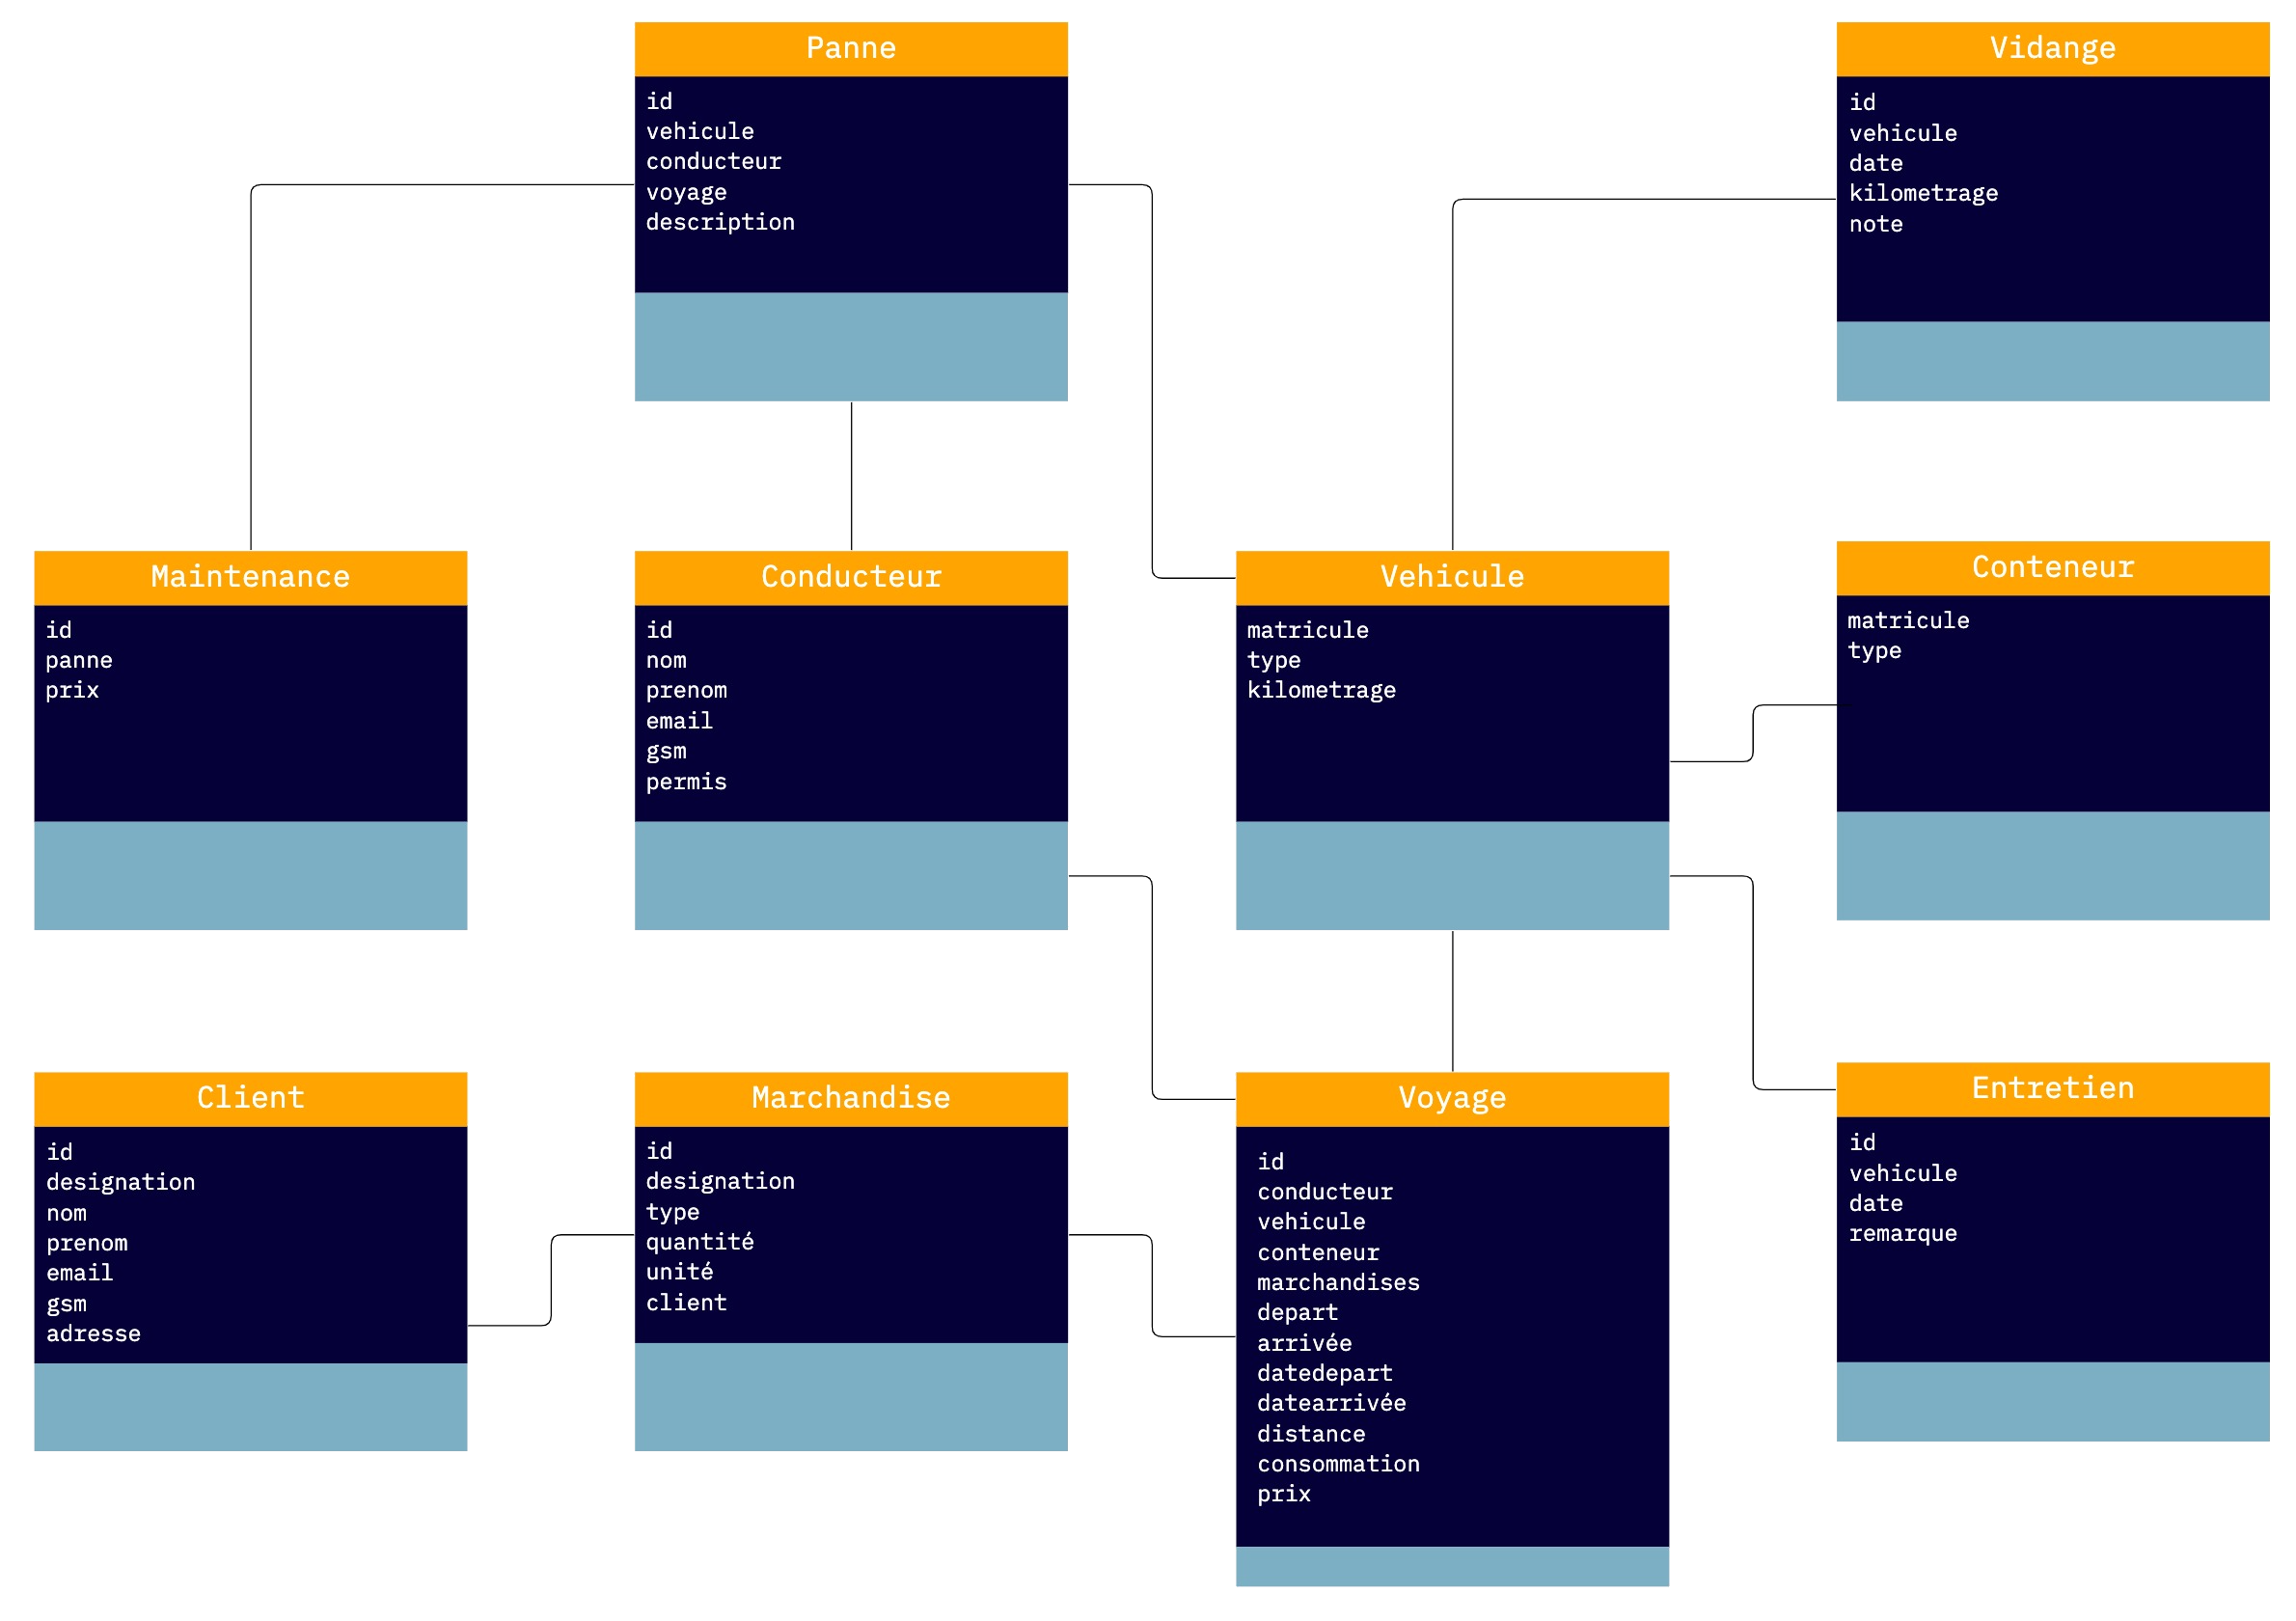 Panne
id
vehicule
conducteur
voyage
description
Vidange
id
vehicule
date
kilometrage
note
Maintenance
id
panne
prix
Conducteur
id
nom
prenom
email
gsm
permis
Vehicule
matricule
type
kilometrage
Conteneur
matricule
type
Client
id
designation
nom
prenom
email
gsm
adresse
Marchandise
id
designation
type
quantité
unité
client
Voyage
id
conducteur
vehicule
conteneur
marchandises
depart
arrivée
datedepart
datearrivée
distance
consommation
prix
Entretien
id
vehicule
date
remarque